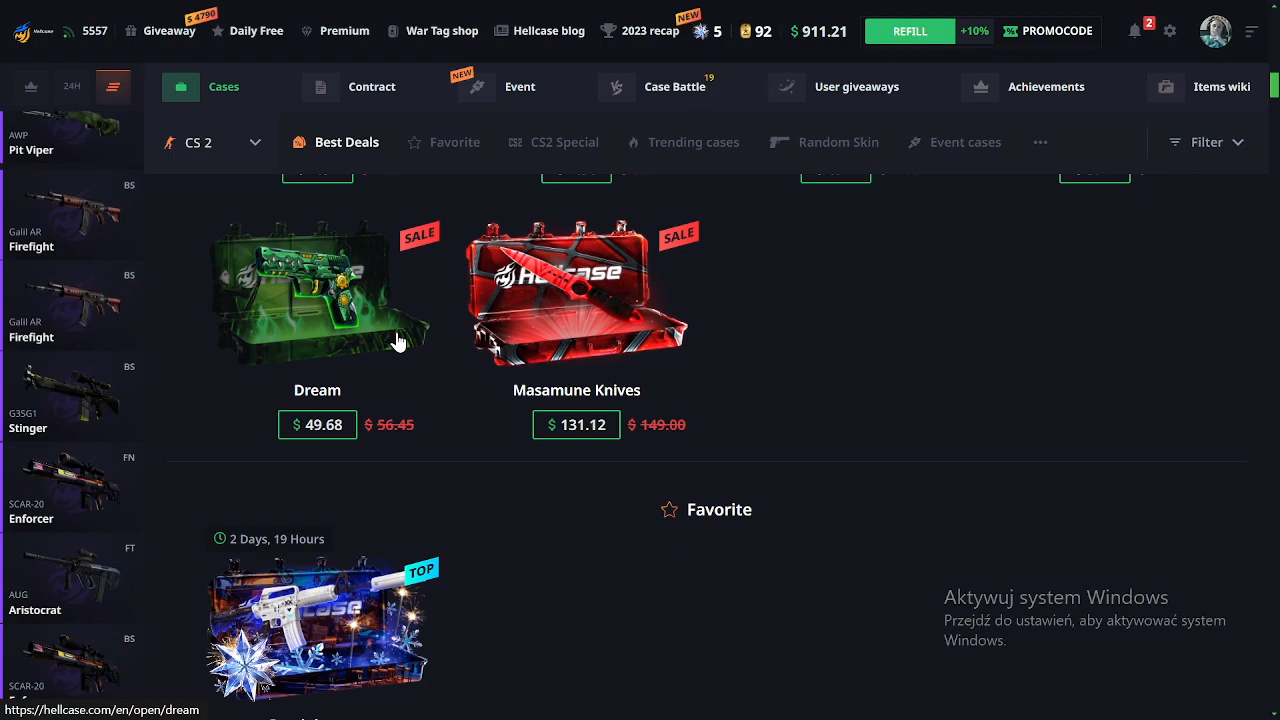 Hellcase
5557
Giveaway
$ 4790
Daily Free
Premium
War Tag shop
Hellcase blog
2023 recap
NEW
5
92
$ 911.21
REFILL
+10%
PROMOCODE
2
24H
Cases
Contract
NEW
Event
Case Battle
19
User giveaways
Achievements
Items wiki
CS 2
Best Deals
Favorite
CS2 Special
Trending cases
Random Skin
Event cases
Filter
AWP
Pit Viper
BS
Galil AR
Firefight
BS
Galil AR
Firefight
BS
G3SG1
Stinger
FN
SCAR-20
Enforcer
FT
AUG
Aristocrat
BS
SCAR-20
SALE
Hellcase
Dream
$ 49.68
$ 56.45
SALE
Hellcase
Masamune Knives
$ 131.12
$ 149.00
Favorite
2 Days, 19 Hours
TOP
Aktywuj system Windows
Przejdź do ustawień, aby aktywować system
Windows.
https://hellcase.com/en/open/dream